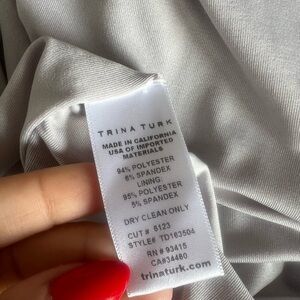 TRINA TURK
MADE IN CALIFORNIA
USA OF IMPORTED
MATERIALS
94% POLYESTER
6% SPANDEX
LINING:
95% POLYESTER
5% SPANDEX
DRY CLEAN ONLY
CUT # 6123
STYLE# TD163504
RN # 93415
CA# 34480
trinaturk.com